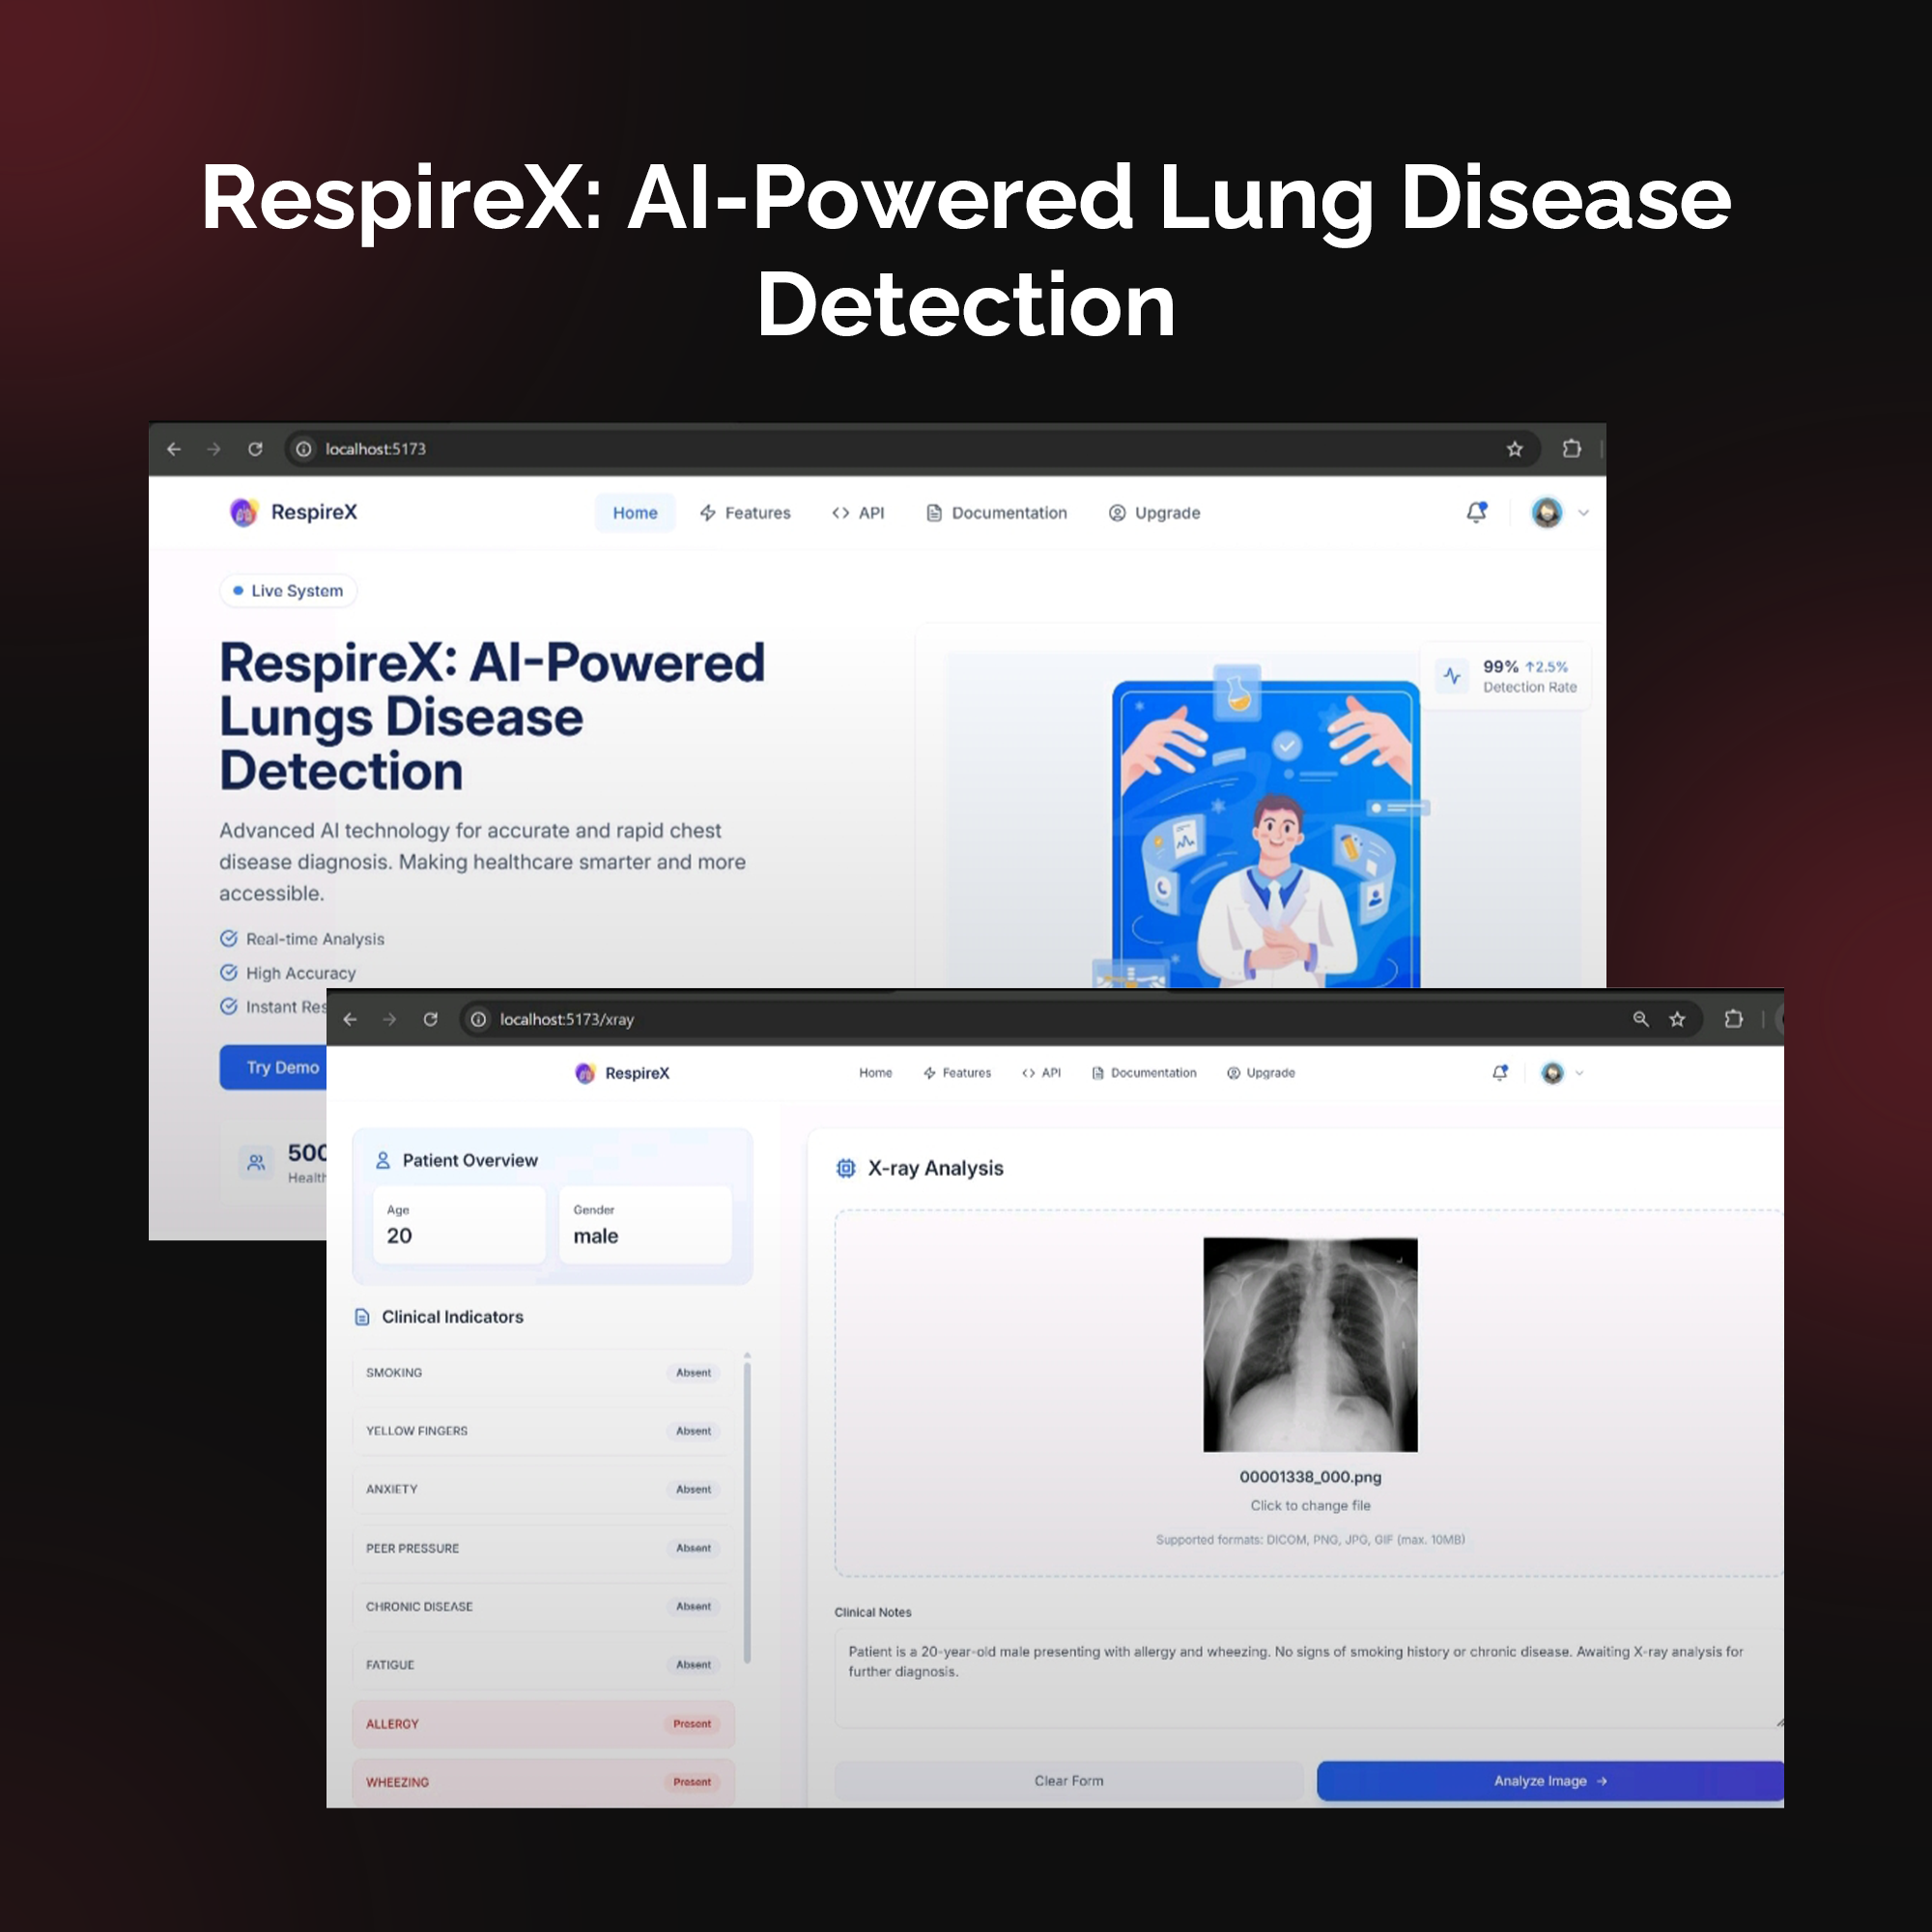 RespireX: AI-Powered Lung Disease
Detection
localhost:5173
RespireX
Home
Features
API
Documentation
Upgrade
Live System
RespireX: AI-Powered
Lungs Disease
Detection
Advanced AI technology for accurate and rapid chest
disease diagnosis. Making healthcare smarter and more
accessible.
Real-time Analysis
High Accuracy
Instant Res
Try Demo
500
Health
99% ↑2.5%
Detection Rate
localhost:5173/xray
RespireX
Home
Features
API
Documentation
Upgrade
Patient Overview
Age
20
Gender
male
Clinical Indicators
SMOKING Absent
YELLOW FINGERS Absent
ANXIETY Absent
PEER PRESSURE Absent
CHRONIC DISEASE Absent
FATIGUE Absent
ALLERGY Present
WHEEZING Present
X-ray Analysis
00001338_000.png
Click to change file
Supported formats: DICOM, PNG, JPG, GIF (max. 10MB)
Clinical Notes
Patient is a 20-year-old male presenting with allergy and wheezing. No signs of smoking history or chronic disease. Awaiting X-ray analysis for
further diagnosis.
Clear Form
Analyze Image →